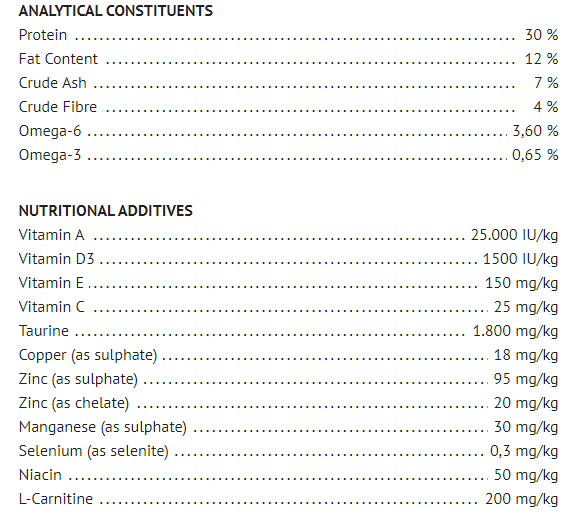 ANALYTICAL CONSTITUENTS
Protein ........................................................ 30 %
Fat Content ........................................................ 12 %
Crude Ash ........................................................ 7 %
Crude Fibre ........................................................ 4 %
Omega-6 ........................................................ 3,60 %
Omega-3 ........................................................ 0,65 %
NUTRITIONAL ADDITIVES
Vitamin A ........................................................ 25.000 IU/kg
Vitamin D3 ........................................................ 1500 IU/kg
Vitamin E ........................................................ 150 mg/kg
Vitamin C ........................................................ 25 mg/kg
Taurine ........................................................ 1.800 mg/kg
Copper (as sulphate) ........................................................ 18 mg/kg
Zinc (as sulphate) ........................................................ 95 mg/kg
Zinc (as chelate) ........................................................ 20 mg/kg
Manganese (as sulphate) ........................................................ 30 mg/kg
Selenium (as selenite) ........................................................ 0,3 mg/kg
Niacin ........................................................ 50 mg/kg
L-Carnitine ........................................................ 200 mg/kg